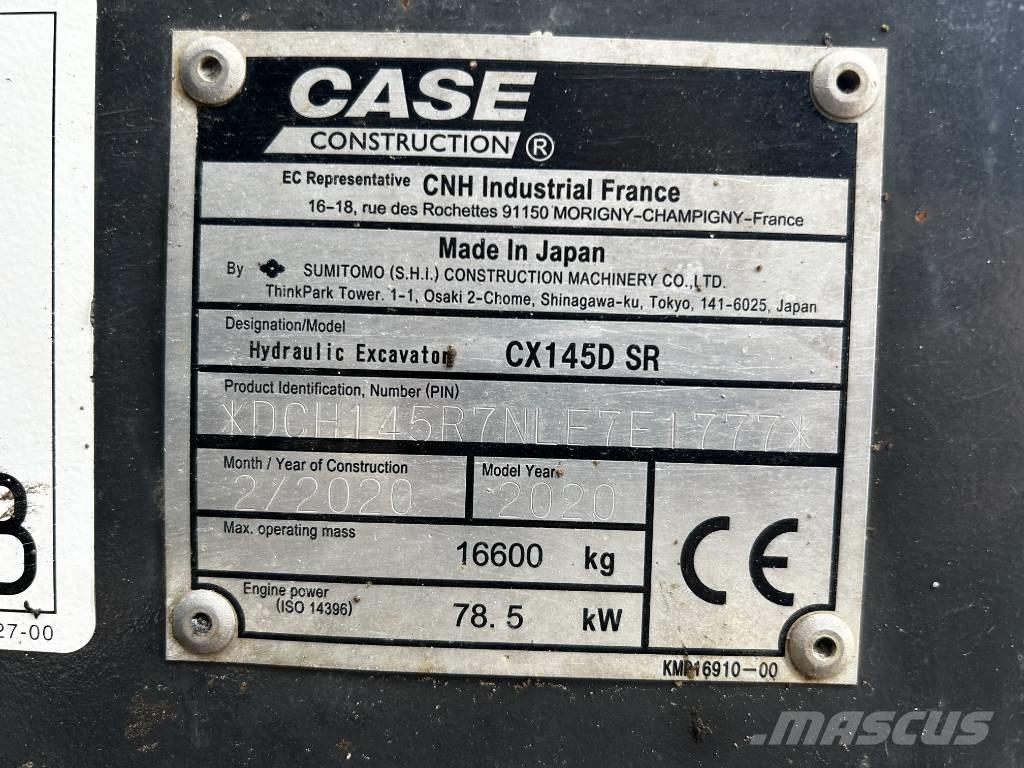 CASE
CONSTRUCTION ®
EC Representative CNH Industrial France
16-18, rue des Rochettes 91150 MORIGNY-CHAMPIGNY-France
Made In Japan
By SUMITOMO (S.H.I.) CONSTRUCTION MACHINERY CO.,LTD.
ThinkPark Tower. 1-1, Osaki 2-Chome, Shinagawa-ku, Tokyo, 141-6025, Japan
Designation/Model
Hydraulic Excavator CX145D SR
Product Identification, Number (PIN)
*DCH145R7NLE7E1777*
Month / Year of Construction
2/2020
Model Year
2020
Max. operating mass
16600 kg
Engine power
(ISO 14396)
78.5 kW
CE
KMP16910-00
27-00
MASCUS